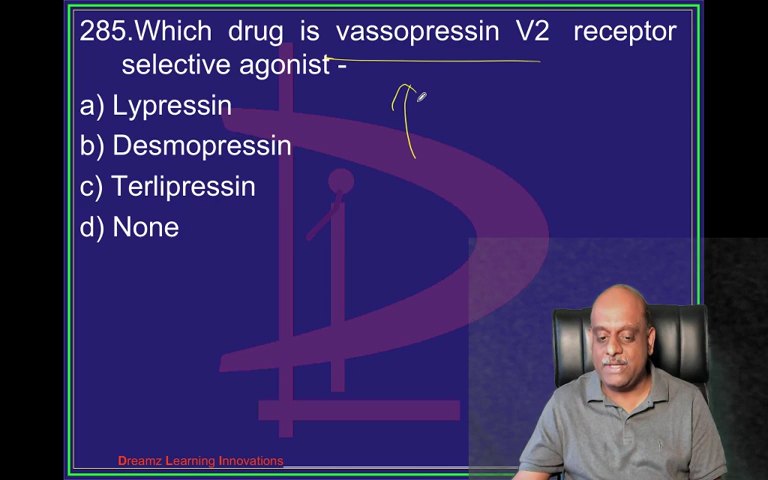 285.Which drug is vassopressin V2 receptor
selective agonist -
a) Lypressin
b) Desmopressin
c) Terlipressin
d) None
Dreamz Learning Innovations